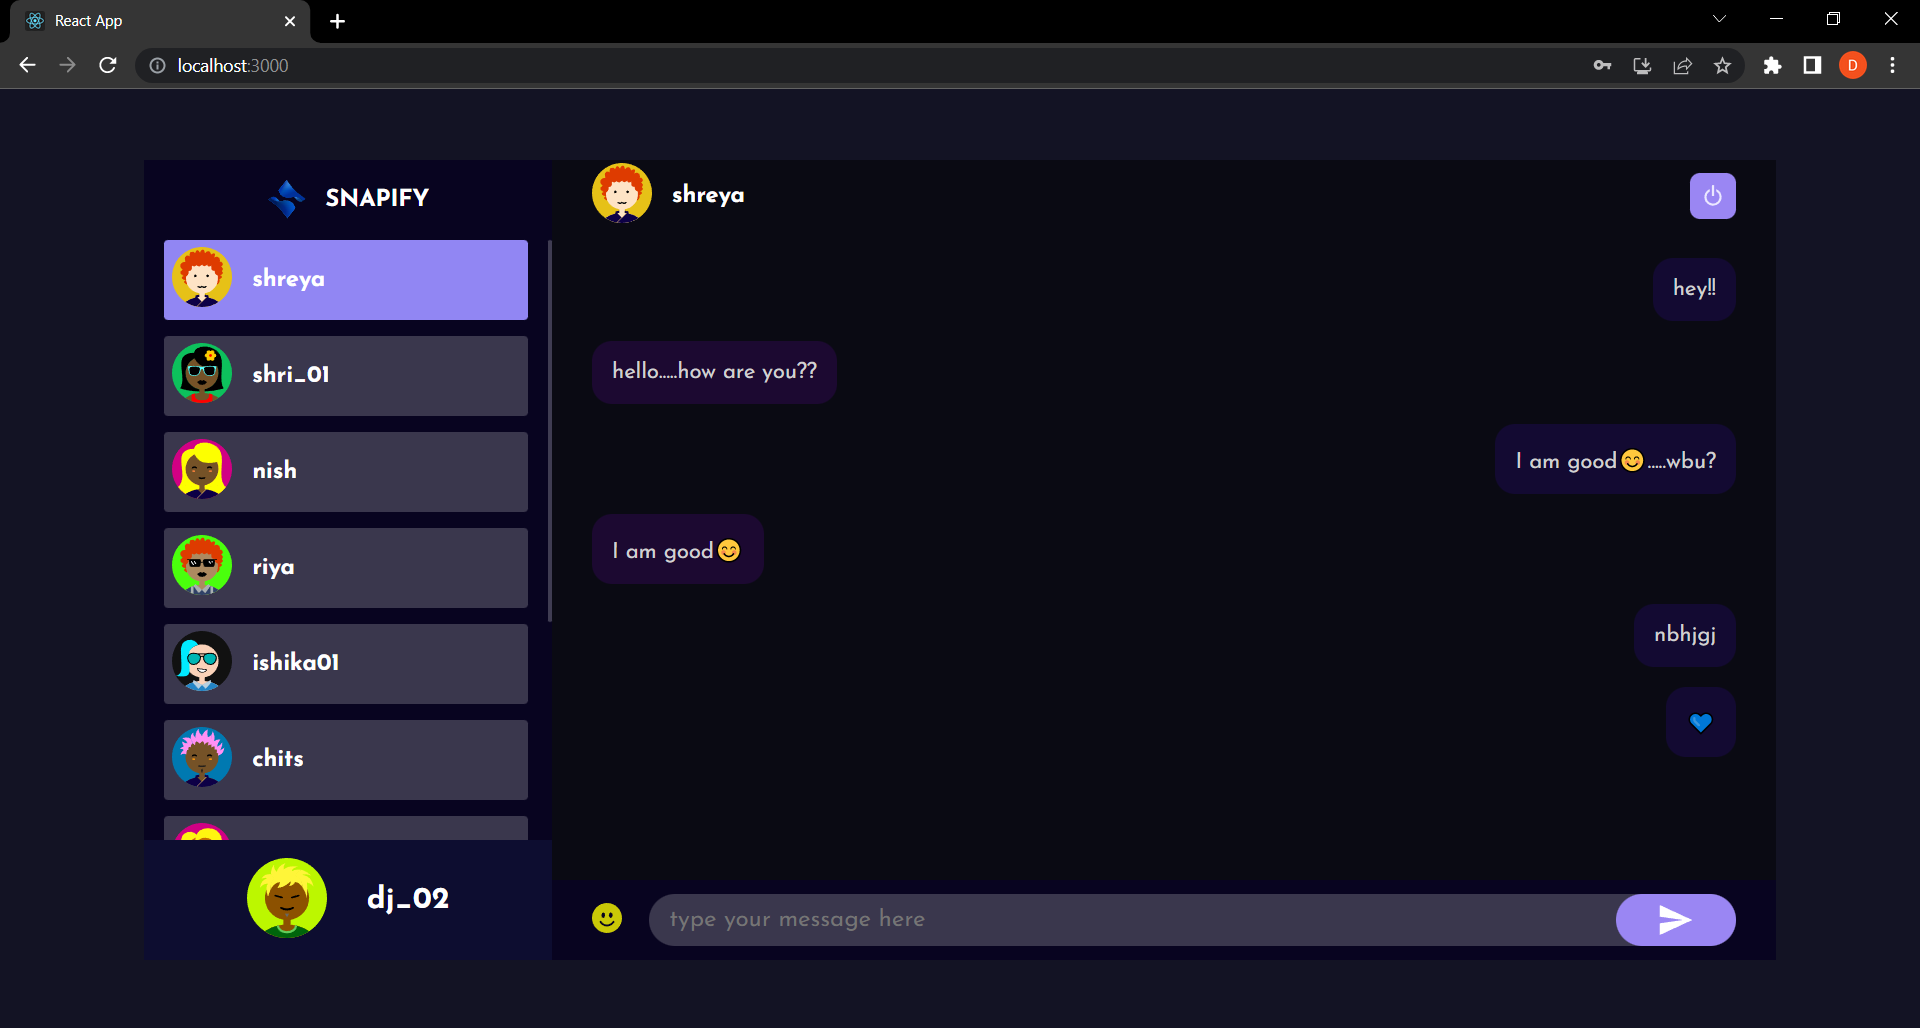 React App
localhost:3000
D
SNAPIFY
shreya
shri_01
nish
riya
ishika01
chits
dj_02
shreya
hey!!
hello.....how are you??
I am good😊.....wbu?
I am good😊
nbhjgj
💙
type your message here